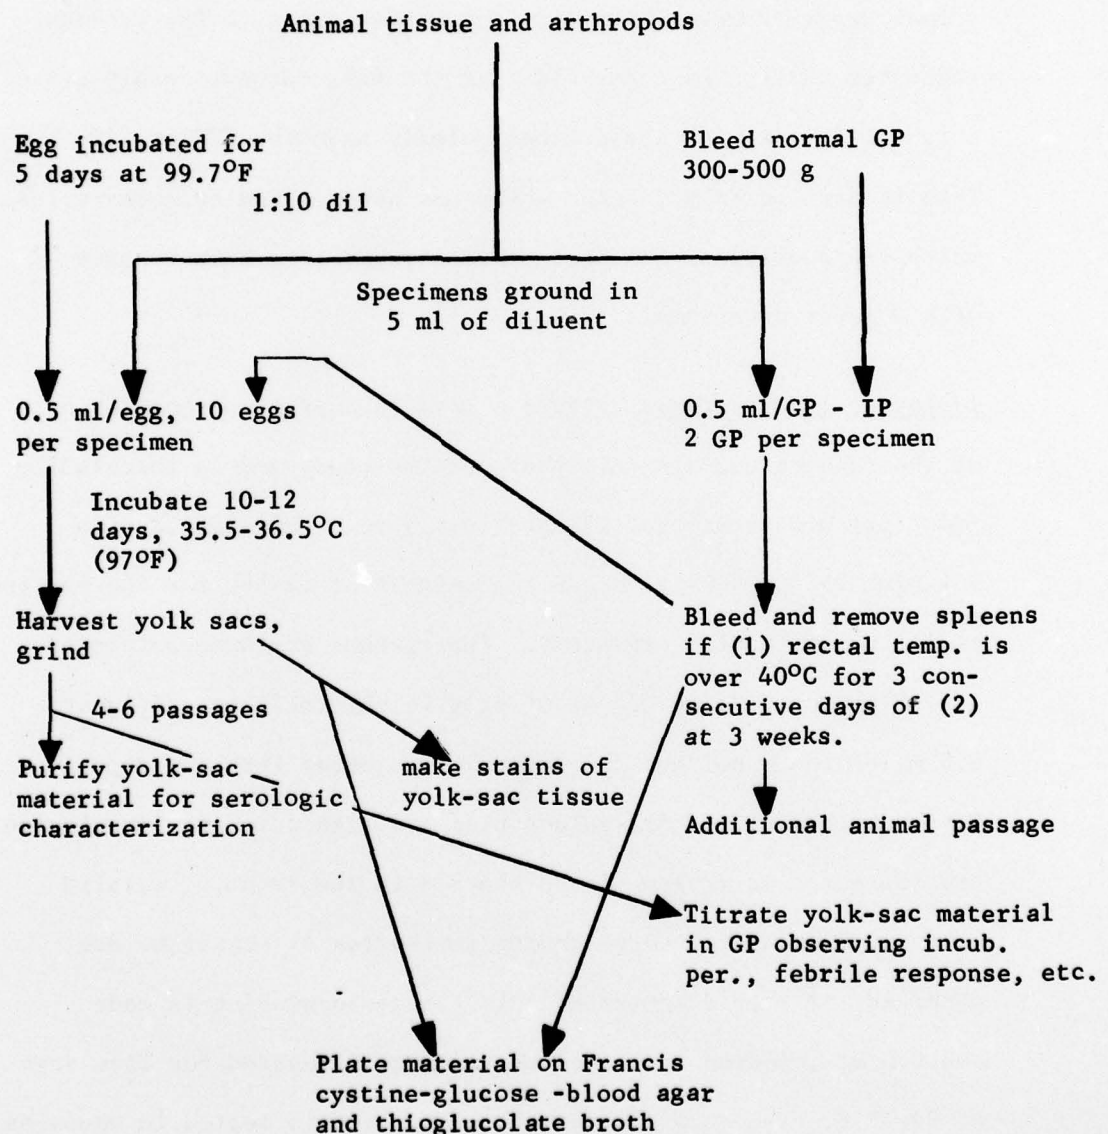 Animal tissue and arthropods
Egg incubated for
5 days at 99.7°F
1:10 dil
Bleed normal GP
300-500 g
Specimens ground in
5 ml of diluent
0.5 ml/egg, 10 eggs
per specimen
0.5 ml/GP - IP
2 GP per specimen
Incubate 10-12
days, 35.5-36.5°C
(97°F)
Harvest yolk sacs,
grind
Bleed and remove spleens
if (1) rectal temp. is
over 40°C for 3 con-
secutive days of (2)
at 3 weeks.
4-6 passages
Purify yolk-sac
material for serologic
characterization
make stains of
yolk-sac tissue
Additional animal passage
Titrate yolk-sac material
in GP observing incub.
per., febrile response, etc.
Plate material on Francis
cystine-glucose -blood agar
and thioglucolate broth